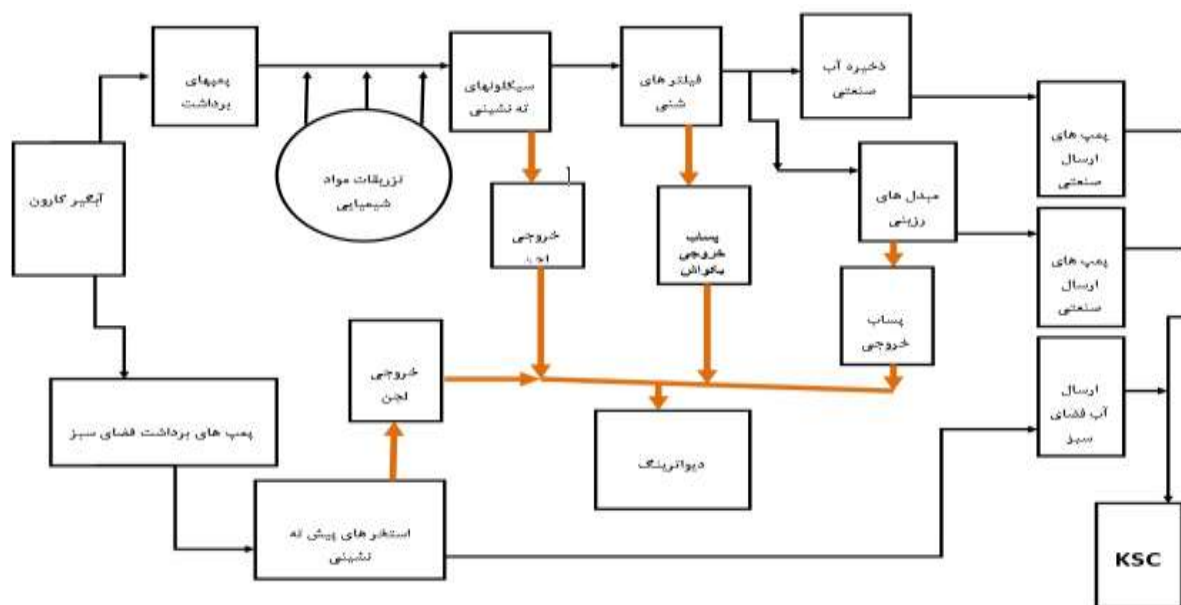 پمپهای
برداشت
سیکلونهای
ته نشینی
فیلتر های
شنی
ذخیره آب
صنعتی
پمپ های
ارسال
صنعتی
آبگیر کارون
تزریقات مواد
شیمیایی
مبدل های
رزینی
خروجی
پساب
خروجی
بکواش
پمپ های
ارسال
صنعتی
پساب
خروجی
خروجی
لجن
ارسال
آب فضای
سبز
پمپ های برداشت فضای سبز
دیواترینگ
استخر های پیش ته
نشینی
KSC